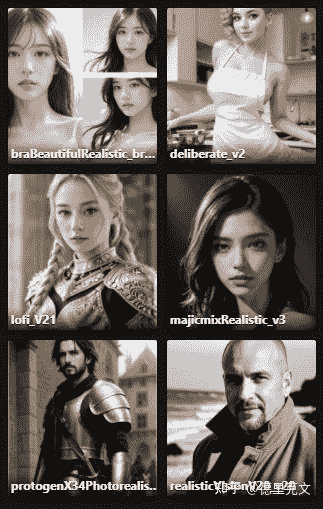 braBeautifulRealistic_br...
deliberate_v2
lofi_V21
majicmixRealistic_v3
protogenX34Photorealis...
知乎 @德里克文